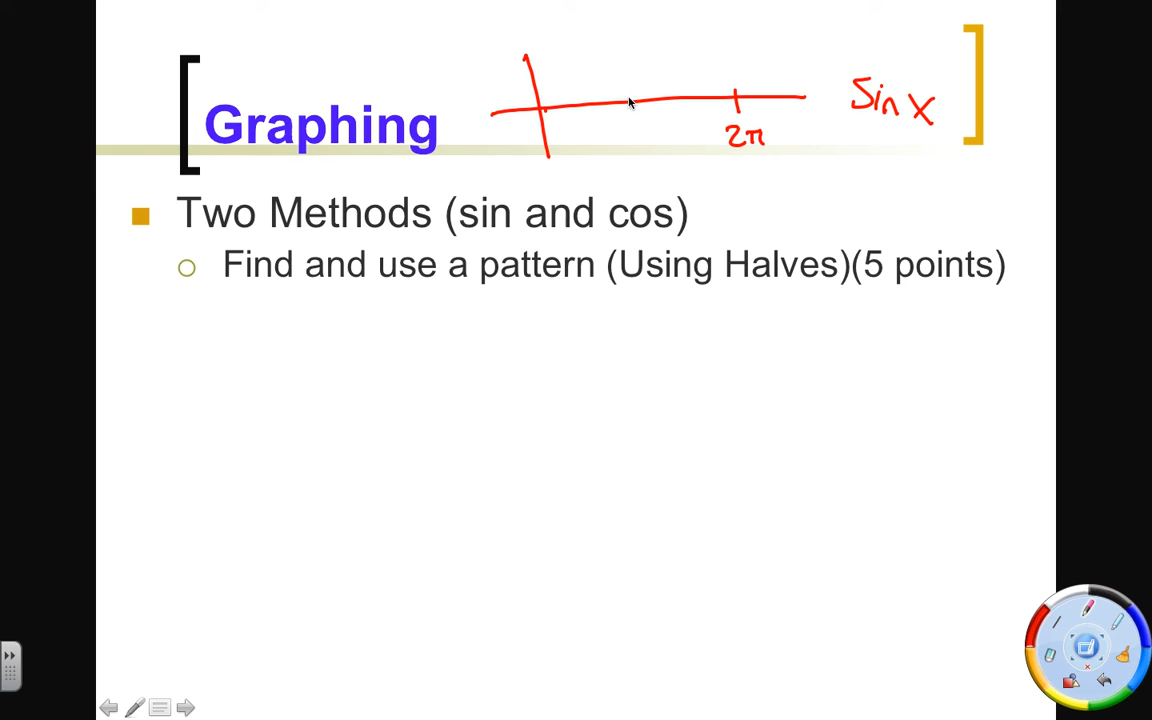 Graphing
2π
sin x
Two Methods (sin and cos)
Find and use a pattern (Using Halves)(5 points)